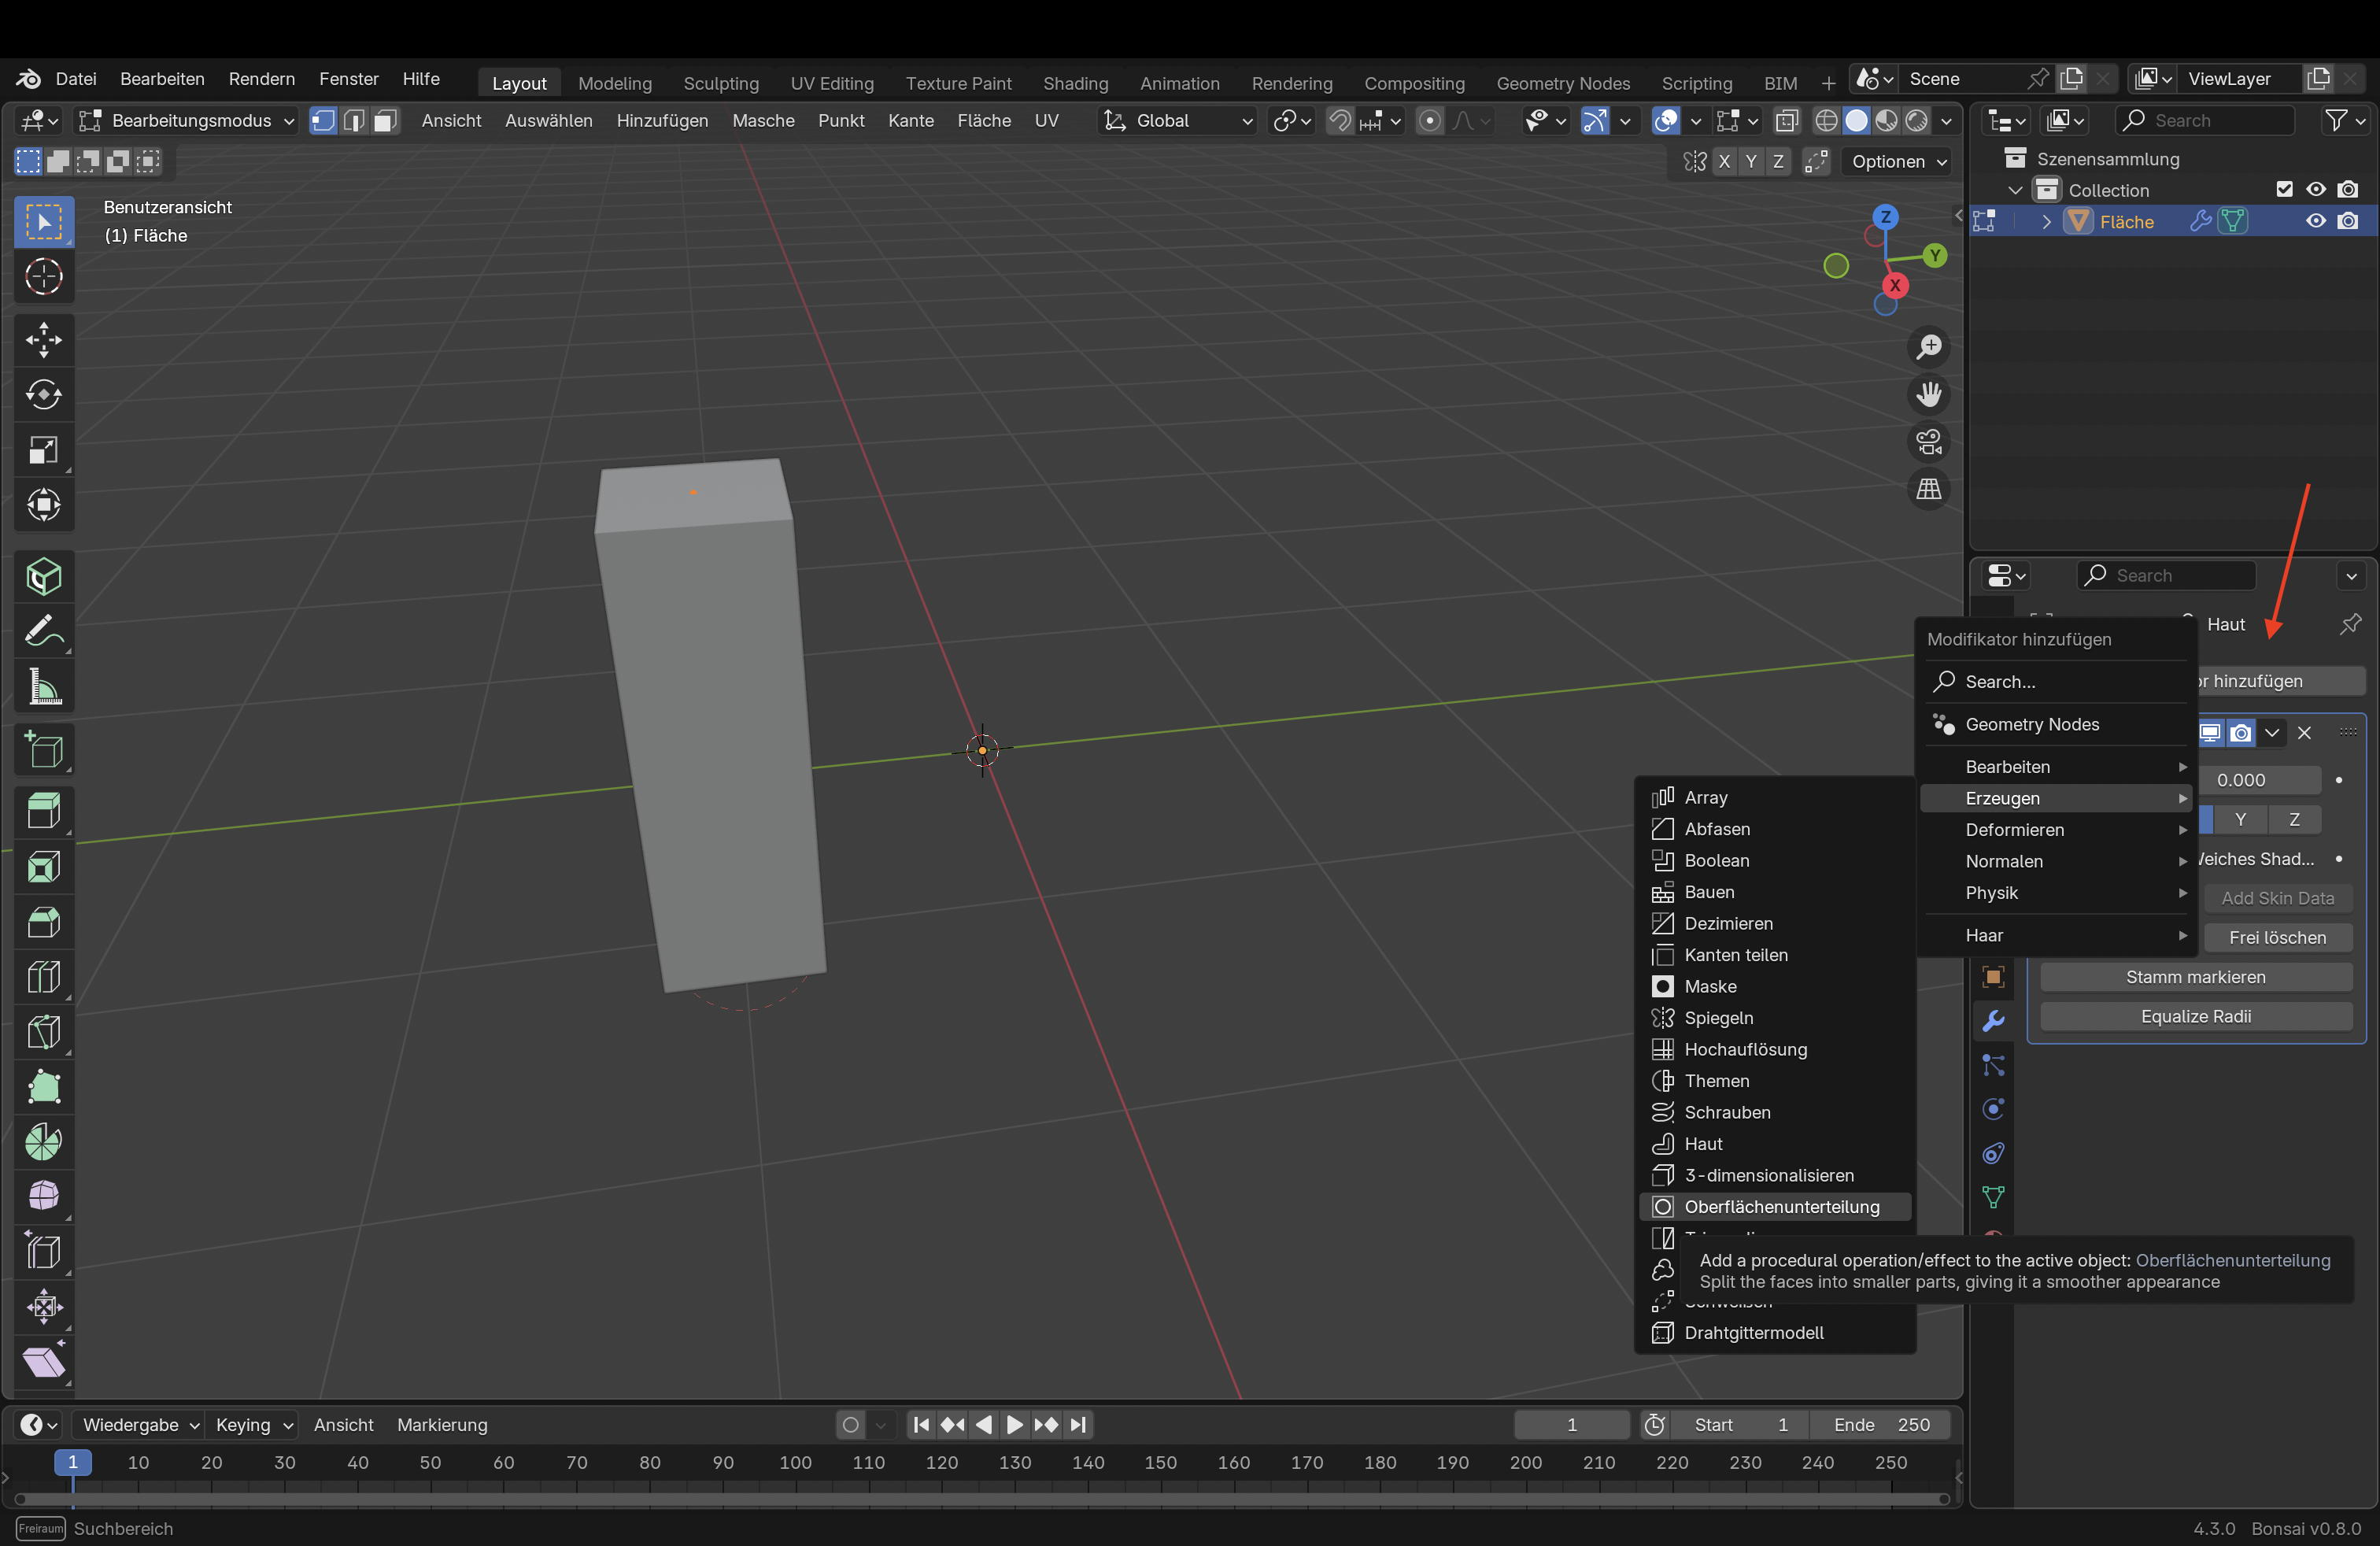 Datei Bearbeiten Rendern Fenster Hilfe Layout Modeling Sculpting UV Editing Texture Paint Shading Animation Rendering Compositing Geometry Nodes Scripting BIM + Scene ViewLayer
Bearbeitungsmodus Ansicht Auswählen Hinzufügen Masche Punkt Kante Fläche UV Global
X Y Z Optionen
Benutzeransicht
(1) Fläche
Z
Y
X
Search
Szenensammlung
Collection
Fläche
Search
Haut
or hinzufügen
0.000
Y Z
Weiches Shad...
Add Skin Data
Frei löschen
Stamm markieren
Equalize Radii
Modifikator hinzufügen
Search...
Geometry Nodes
Bearbeiten
Erzeugen
Deformieren
Normalen
Physik
Haar
Array
Abfasen
Boolean
Bauen
Dezimieren
Kanten teilen
Maske
Spiegeln
Hochauflösung
Themen
Schrauben
Haut
3-dimensionalisieren
Oberflächenunterteilung
Add a procedural operation/effect to the active object: Oberflächenunterteilung
Split the faces into smaller parts, giving it a smoother appearance
Drahtgittermodell
Wiedergabe Keying Ansicht Markierung 1 Start 1 Ende 250
1 10 20 30 40 50 60 70 80 90 100 110 120 130 140 150 160 170 180 190 200 210 220 230 240 250
Freiraum Suchbereich
4.3.0 Bonsai v0.8.0